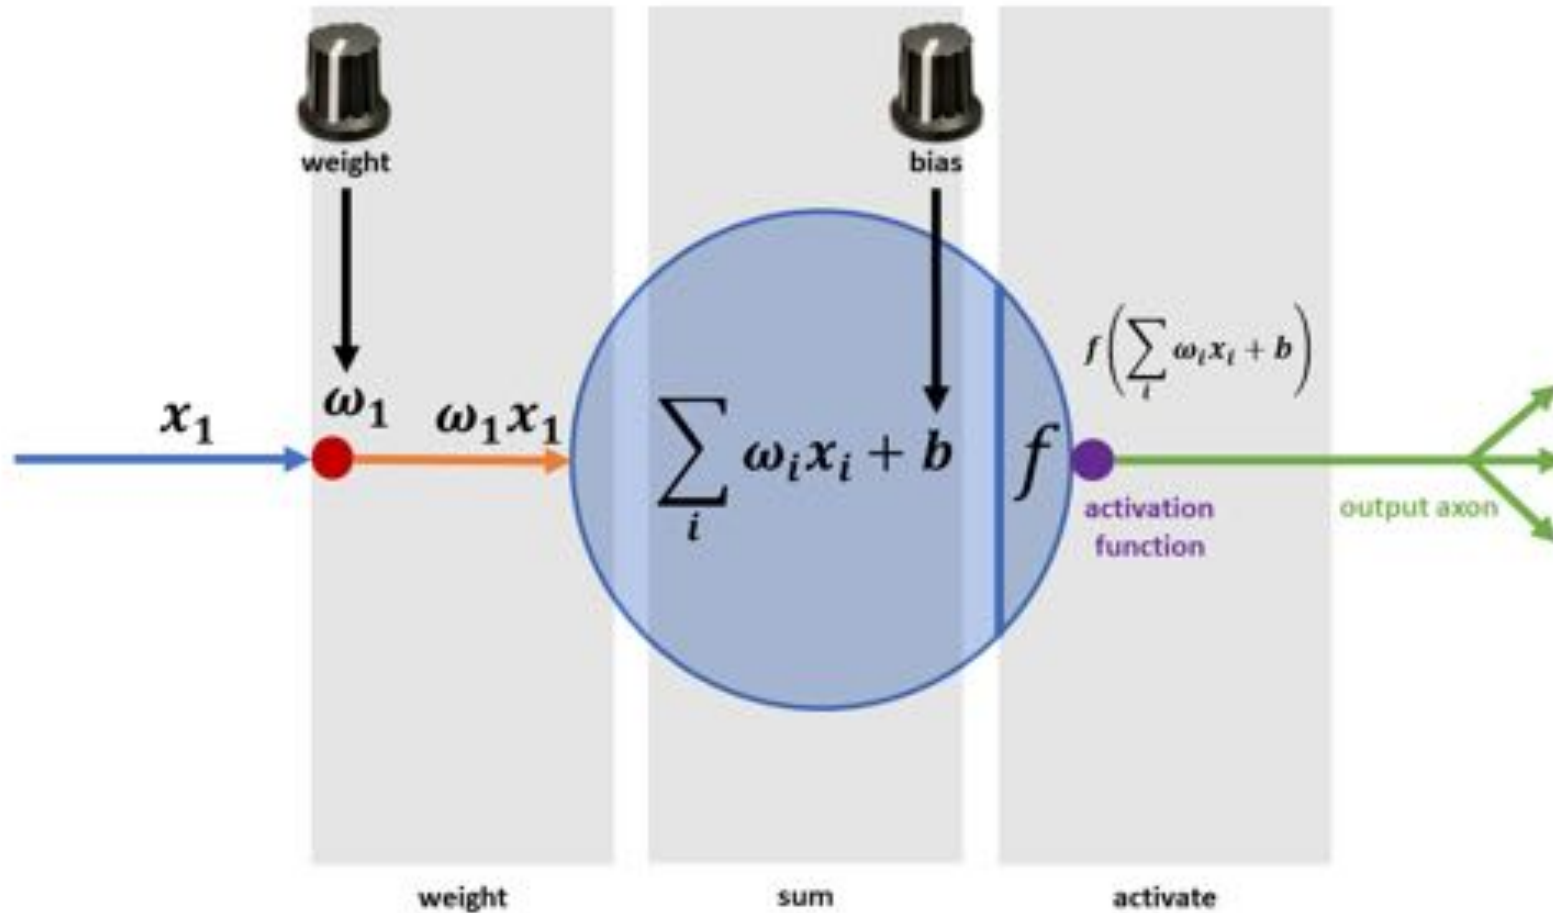 weight
bias
f(∑ᵢ ωᵢxᵢ + b)
x₁
ω₁
ω₁x₁
∑ᵢ ωᵢxᵢ + b
f
activation
function
output axon
weight
sum
activate